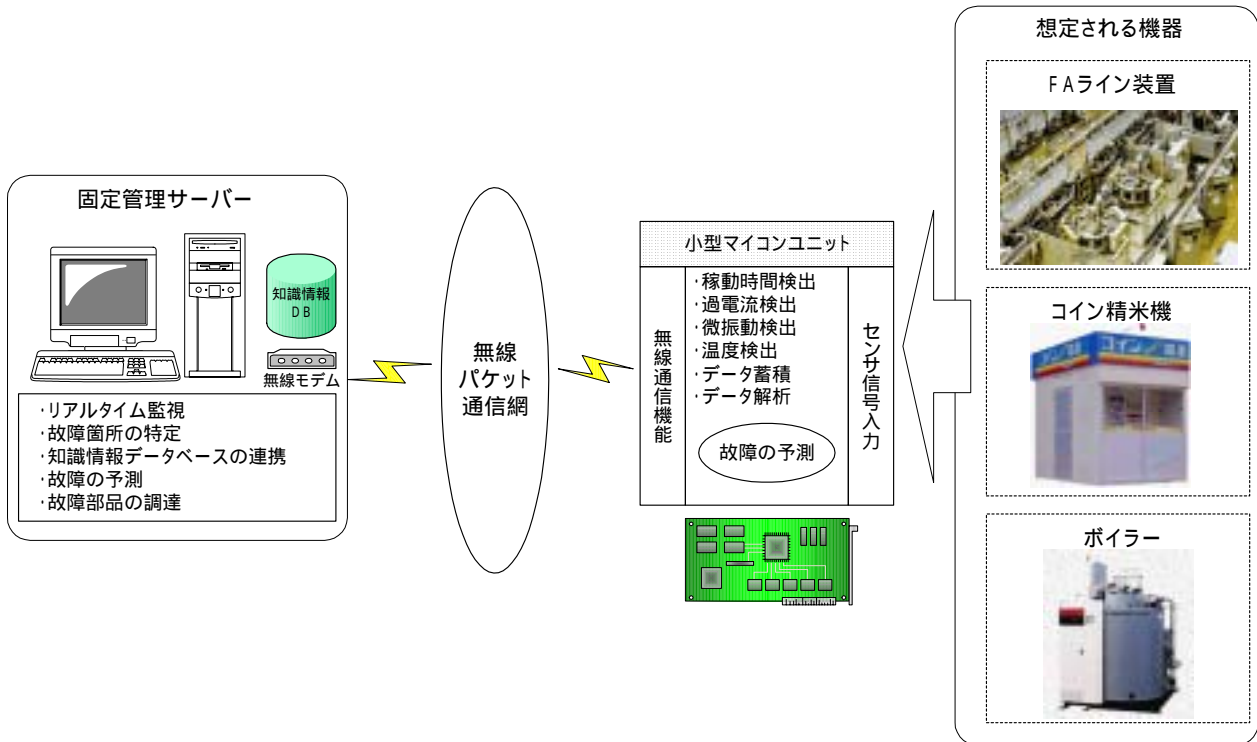 固定管理サーバー
知識情報
DB
無線モデム
・リアルタイム監視
・故障箇所の特定
・知識情報データベースの連携
・故障の予測
・故障部品の調達
無線
パケット
通信網
小型マイコンユニット
無線通信機能
・稼動時間検出
・過電流検出
・微振動検出
・温度検出
・データ蓄積
・データ解析
故障の予測
センサ信号入力
想定される機器
FAライン装置
コイン精米機
コイン
ボイラー